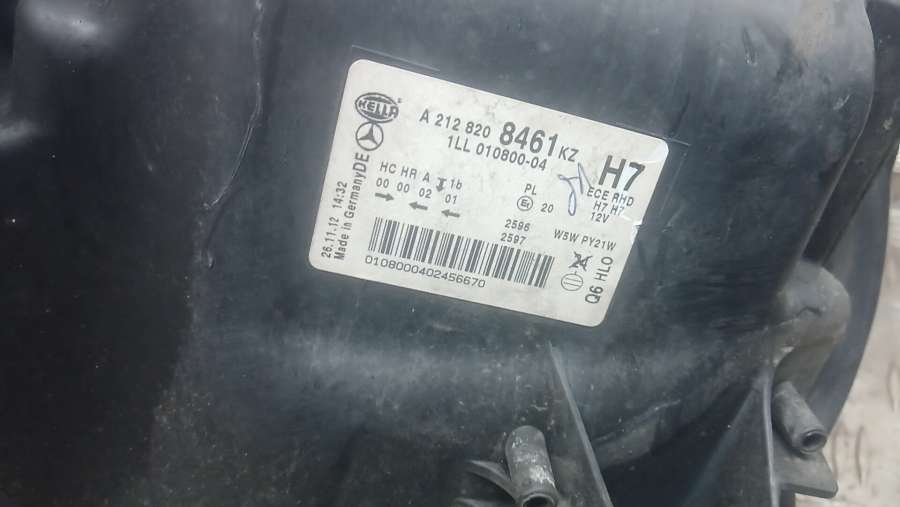 HELLA
A 212 820 8461 KZ
1LL 010800-04
H7
DE
HC HR A 1b
00 00 02 01
PL
E1 20
ECE RHD
H7 H7
12V
2596
2597
W5W PY21W
26.11.12 14:32
Made in Germany
0108000402456670
Q6 HLO